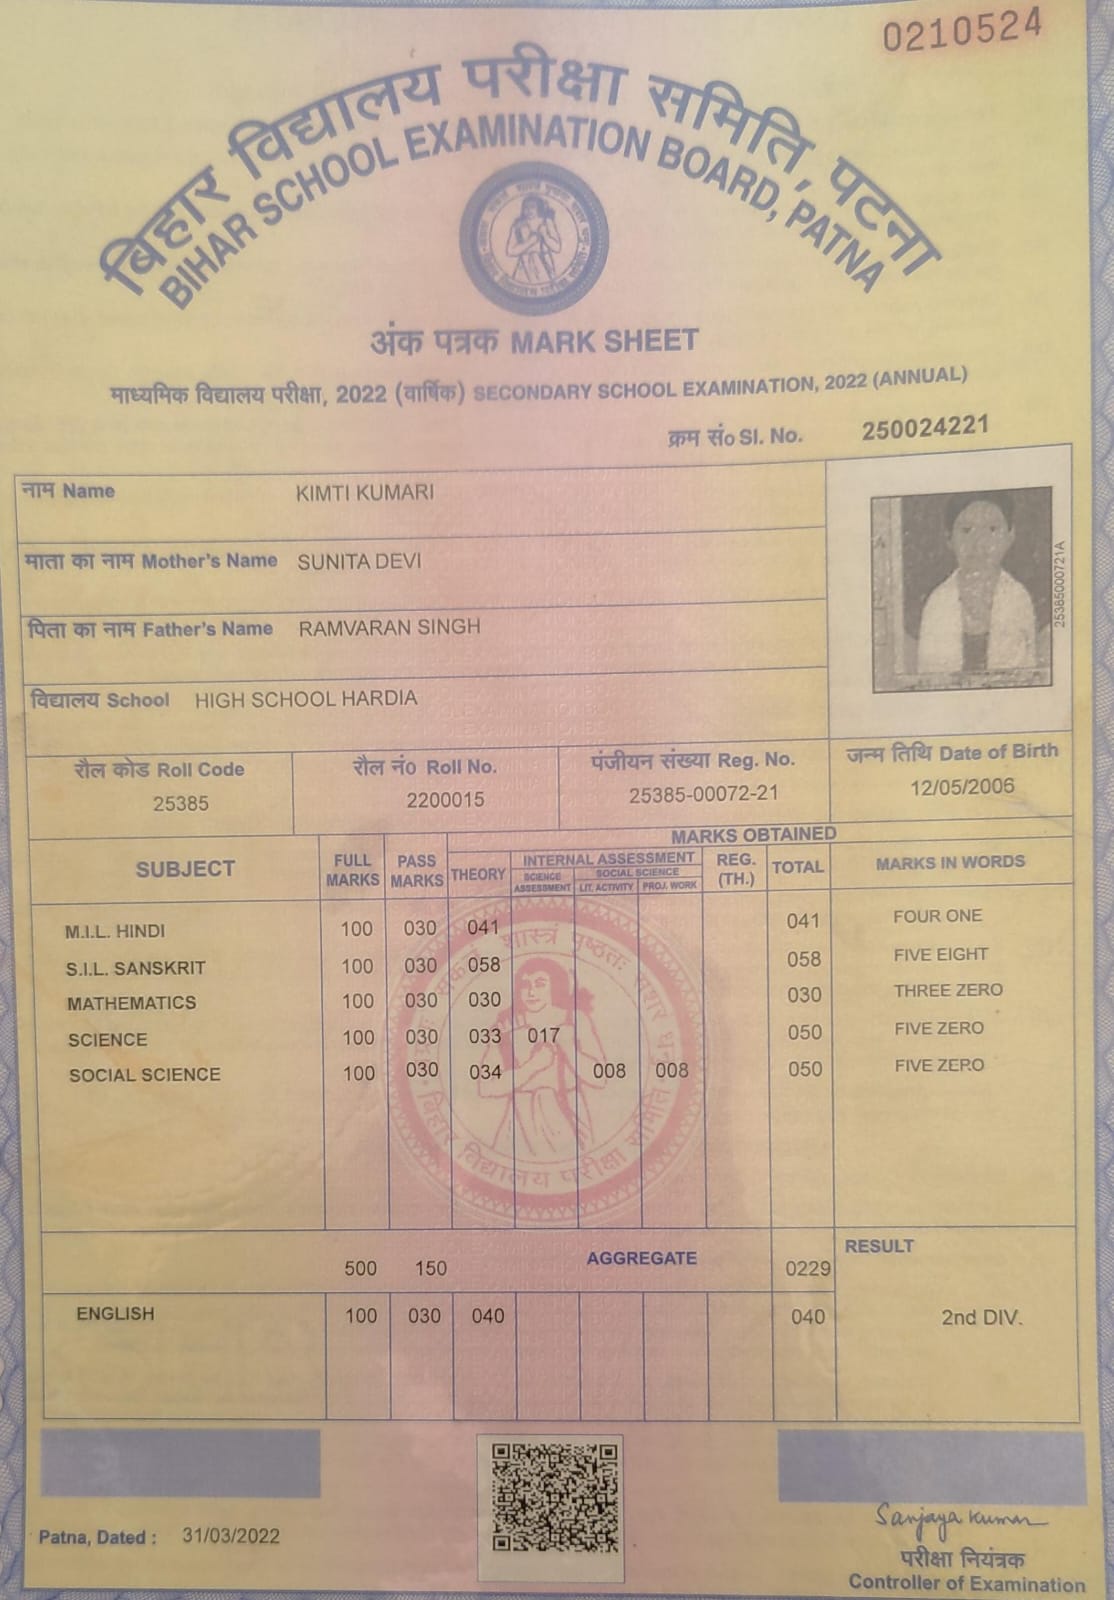 0210524
बिहार विद्यालय परीक्षा समिति, पटना
BIHAR SCHOOL EXAMINATION BOARD, PATNA
अंक पत्रक MARK SHEET
माध्यमिक विद्यालय परीक्षा, 2022 (वार्षिक) SECONDARY SCHOOL EXAMINATION, 2022 (ANNUAL)
क्रम सं० Sl. No. 250024221
नाम Name KIMTI KUMARI
माता का नाम Mother's Name SUNITA DEVI
पिता का नाम Father's Name RAMVARAN SINGH
विद्यालय School HIGH SCHOOL HARDIA
25385000721A
रौल कोड Roll Code रौल नं० Roll No. पंजीयन संख्या Reg. No. जन्म तिथि Date of Birth
25385 2200015 25385-00072-21 12/05/2006
MARKS OBTAINED
SUBJECT FULL MARKS PASS MARKS THEORY INTERNAL ASSESSMENT REG. (TH.) TOTAL MARKS IN WORDS
SCIENCE ASSESSMENT SOCIAL SCIENCE
LIT. ACTIVITY PROJ. WORK
M.I.L. HINDI 100 030 041 041 FOUR ONE
S.I.L. SANSKRIT 100 030 058 058 FIVE EIGHT
MATHEMATICS 100 030 030 030 THREE ZERO
SCIENCE 100 030 033 017 050 FIVE ZERO
SOCIAL SCIENCE 100 030 034 008 008 050 FIVE ZERO
बिहार विद्यालय परीक्षा समिति
500 150 AGGREGATE 0229 RESULT
ENGLISH 100 030 040 040 2nd DIV.
Patna, Dated : 31/03/2022
Sanjaya Kumar
परीक्षा नियंत्रक
Controller of Examination